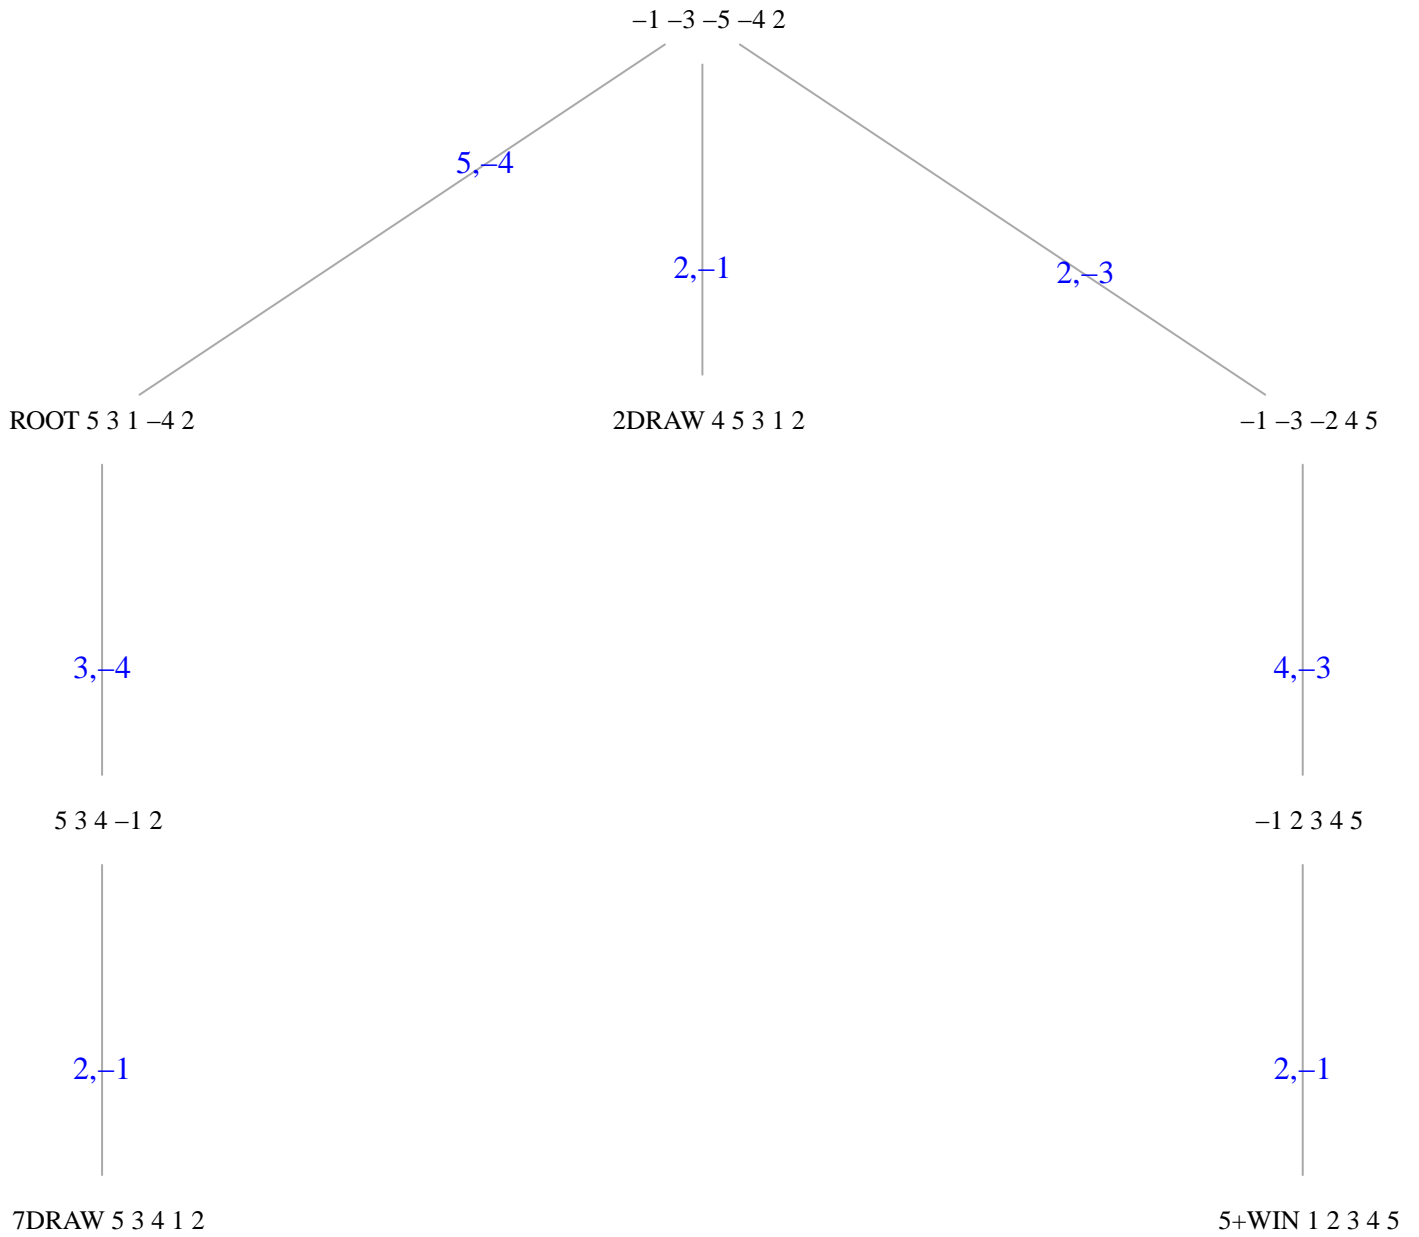 –1 –3 –5 –4 2
5,–4
2,–1
2,–3
ROOT 5 3 1 –4 2
2DRAW 4 5 3 1 2
–1 –3 –2 4 5
3,–4
4,–3
5 3 4 –1 2
–1 2 3 4 5
2,–1
2,–1
7DRAW 5 3 4 1 2
5+WIN 1 2 3 4 5